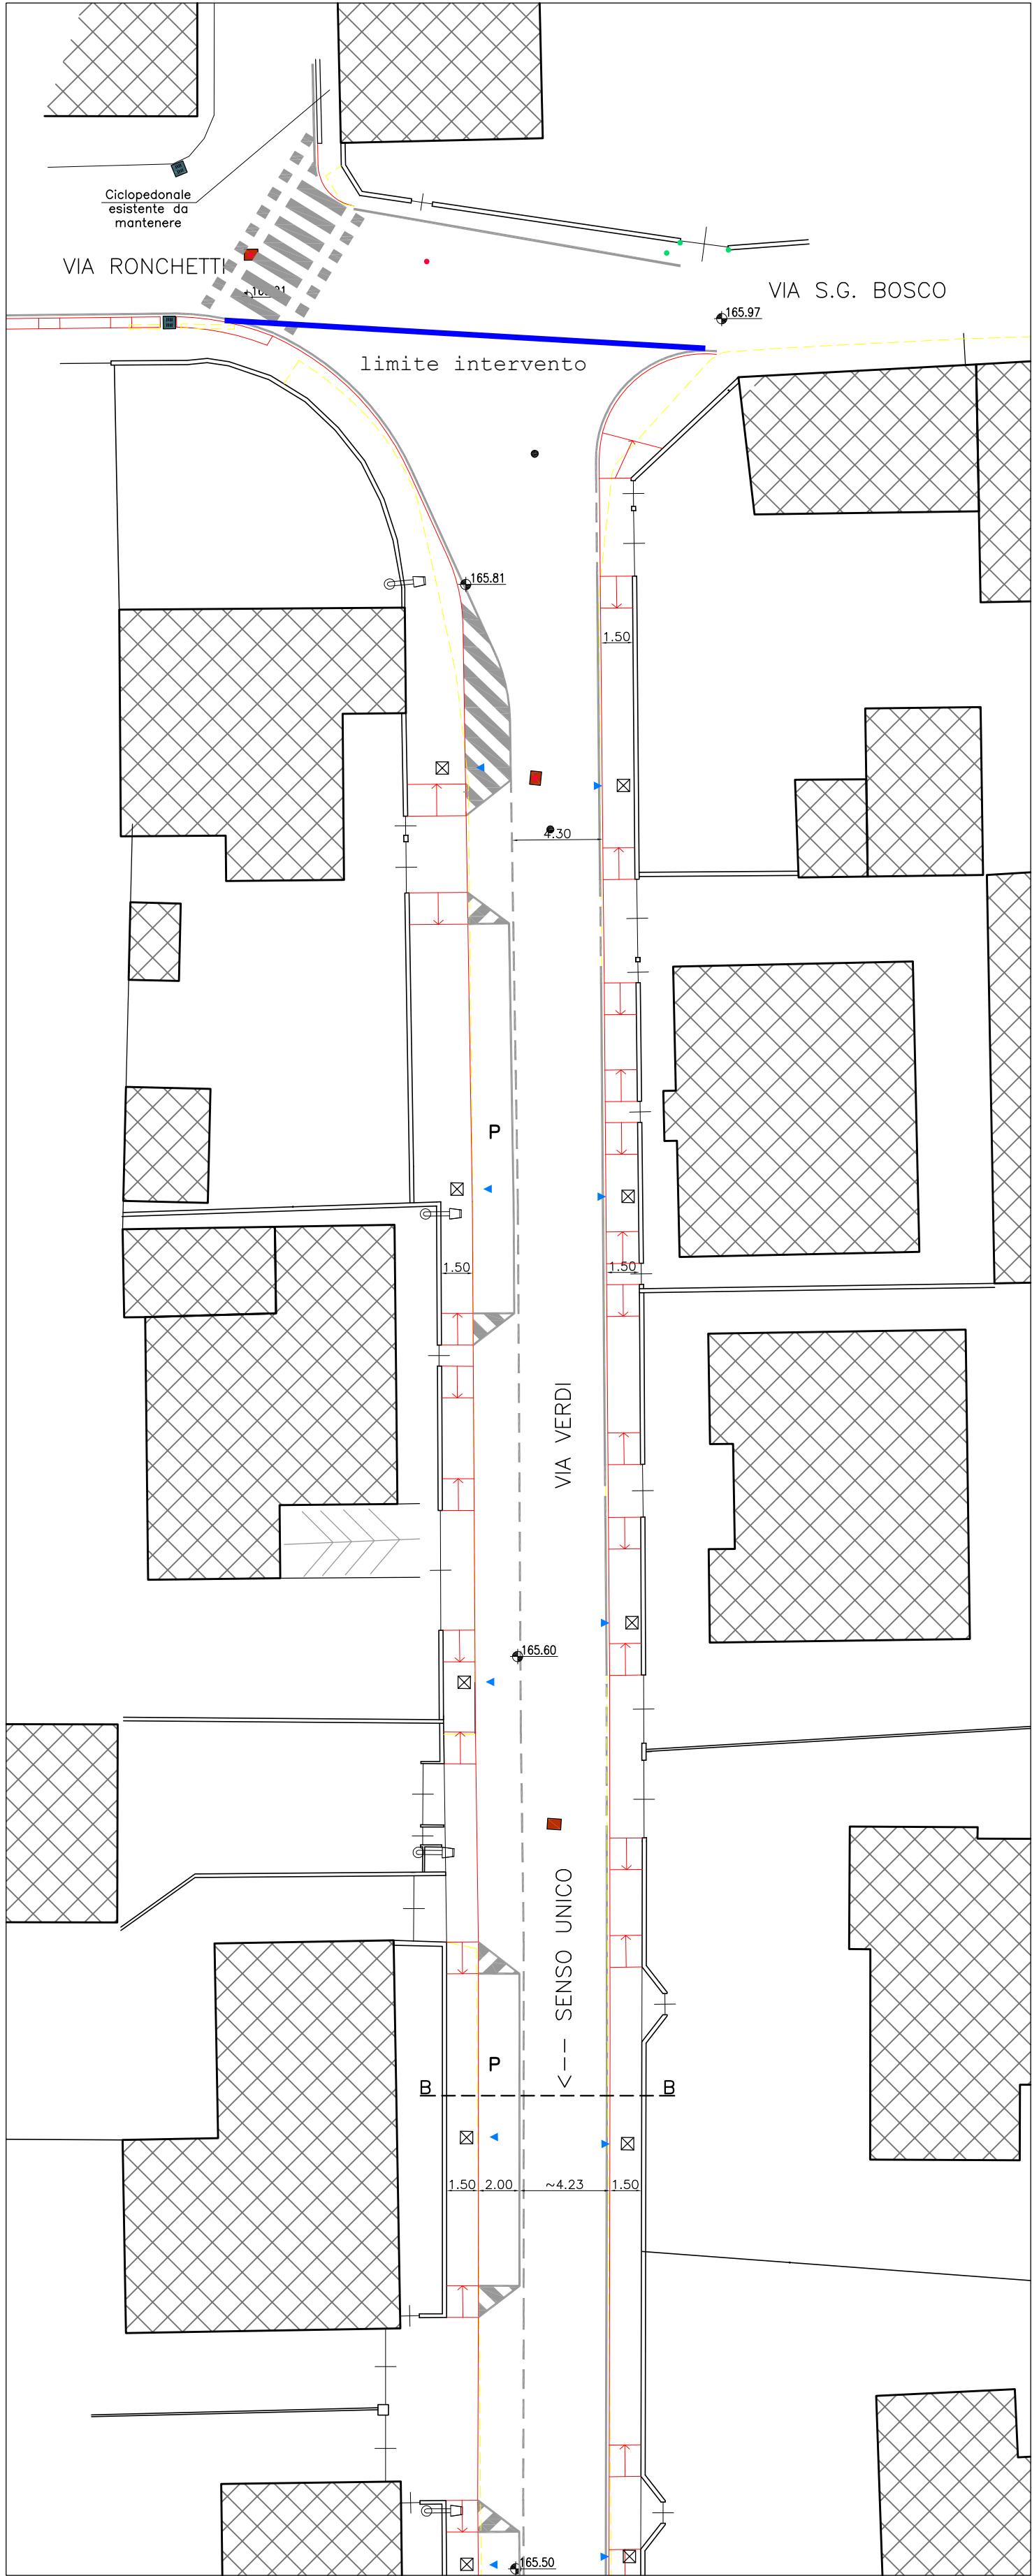 Ciclopedonale
esistente da
mantenere
VIA RONCHETTI
VIA S.G. BOSCO
165.97
limite intervento
165.81
1.50
4.30
P
1.50
1.50
VIA VERDI
165.60
<-- SENSO UNICO
P
B
B
1.50
2.00
~4.23
1.50
165.50